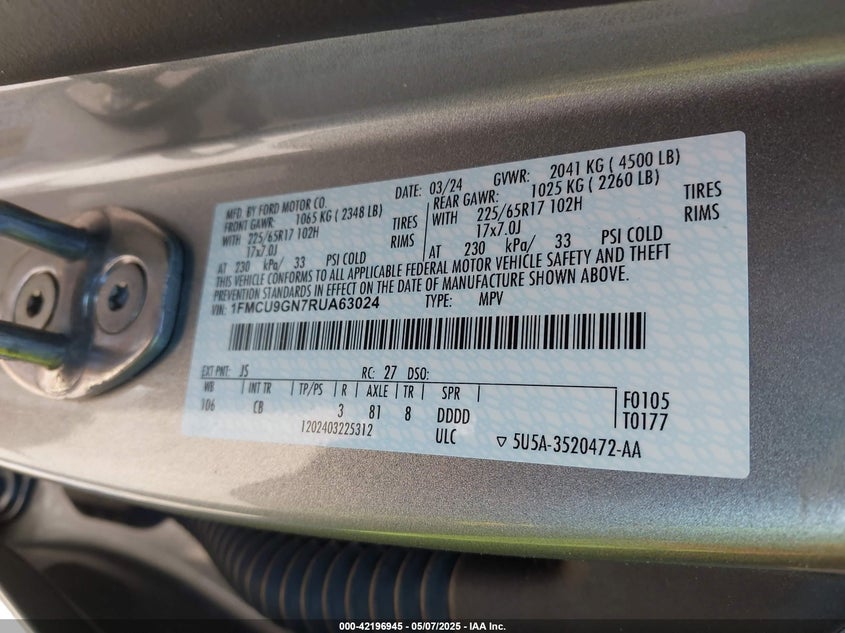 MFD. BY FORD MOTOR CO. DATE: 03/24 GVWR: 2041 KG ( 4500 LB)
FRONT GAWR: 1065 KG ( 2348 LB) REAR GAWR: 1025 KG ( 2260 LB)
WITH 225/65R17 102H TIRES WITH 225/65R17 102H TIRES
17x7.0J RIMS 17x7.0J RIMS
AT 230 kPa/ 33 PSI COLD AT 230 kPa/ 33 PSI COLD
THIS VEHICLE CONFORMS TO ALL APPLICABLE FEDERAL MOTOR VEHICLE SAFETY AND THEFT
PREVENTION STANDARDS IN EFFECT ON THE DATE OF MANUFACTURE SHOWN ABOVE.
VIN: 1FMCU9GN7RUA63024 TYPE: MPV
EXT PNT: JS RC: 27 DSO:
WB INT TR TP/PS R AXLE TR SPR
106 CB 3 81 8 DDDD F0105
1202403225312 ULC T0177
▽ 5U5A-3520472-AA
000-42196945 — 05/07/2025 — IAA Inc.